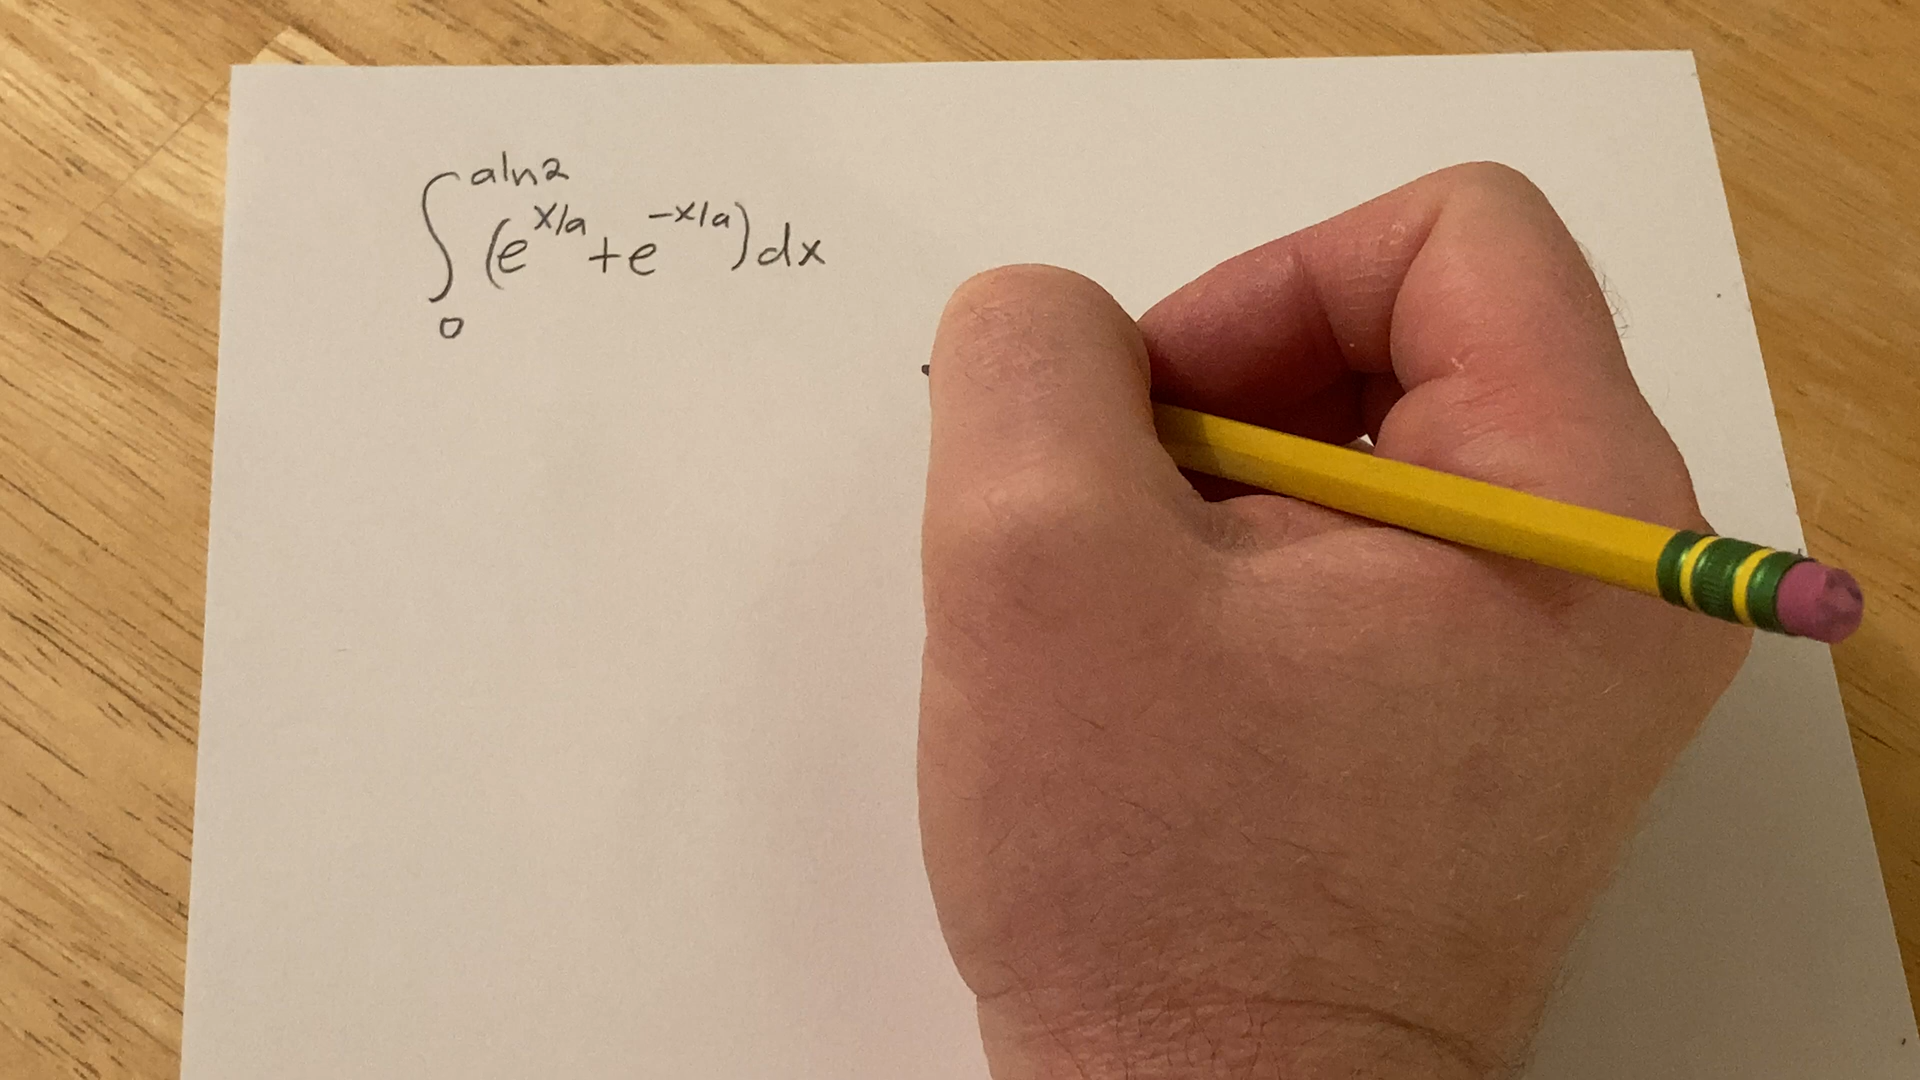 ∫₀^{a ln 2} (e^{x/a} + e^{-x/a}) dx